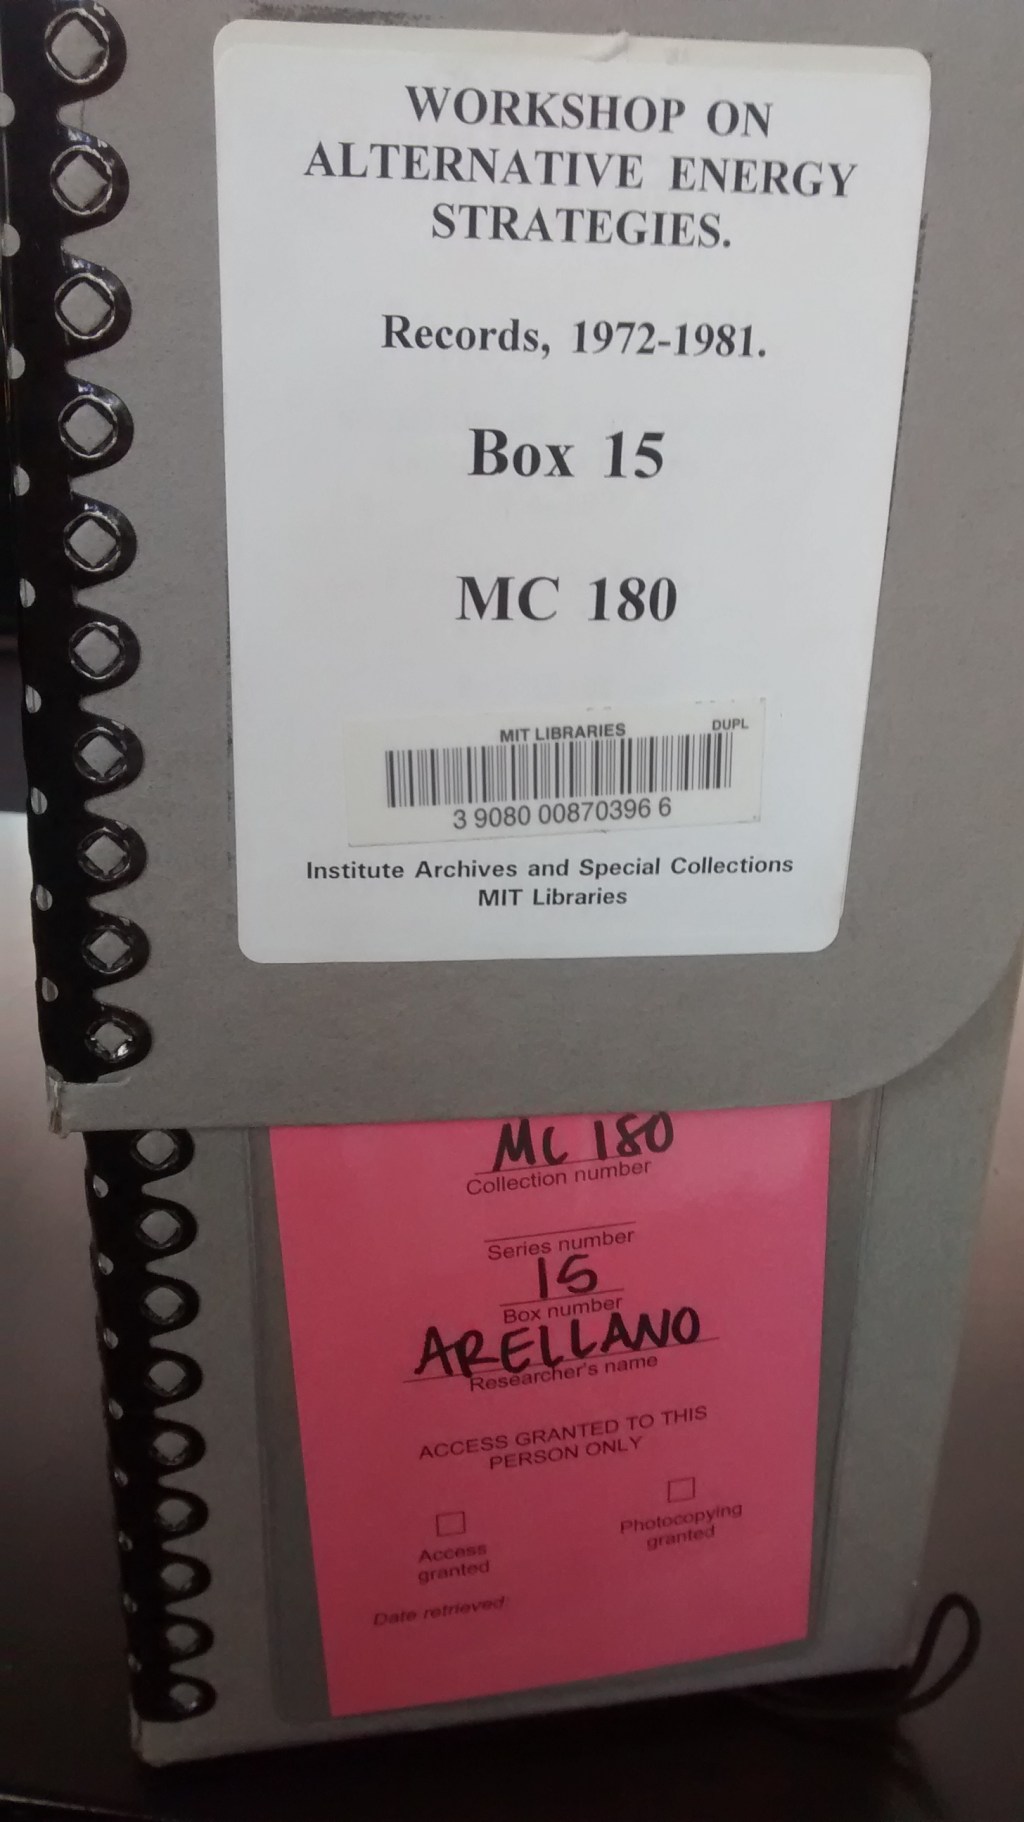 WORKSHOP ON
ALTERNATIVE ENERGY
STRATEGIES.
Records, 1972-1981.
Box 15
MC 180
MIT LIBRARIES DUPL
3 9080 00870396 6
Institute Archives and Special Collections
MIT Libraries
MC 180
Collection number
Series number
15
Box number
ARELLANO
Researcher's name
ACCESS GRANTED TO THIS
PERSON ONLY
Access
granted
Photocopying
granted
Date retrieved: